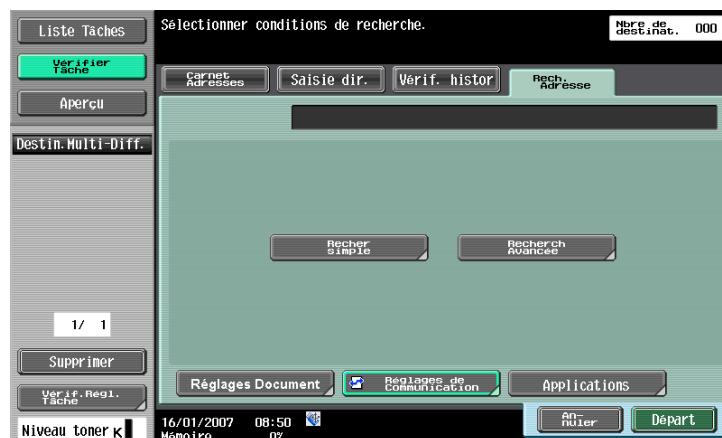 Liste Tâches
Sélectionner conditions de recherche.
Nbre de
destinat. 000
Vérifier
Tâche
Carnet
Adresses
Saisie dir.
Vérif. histor
Rech.
Adresse
Aperçu
Destin.Multi-Diff.
Recher
simple
Recherch
Avancée
1/ 1
Supprimer
Réglages Document
Réglages de
Communication
Applications
Vérif.Régl.
Tâche
Niveau toner K
16/01/2007 08:50
Mémoire 0%
An-
nuler
Départ